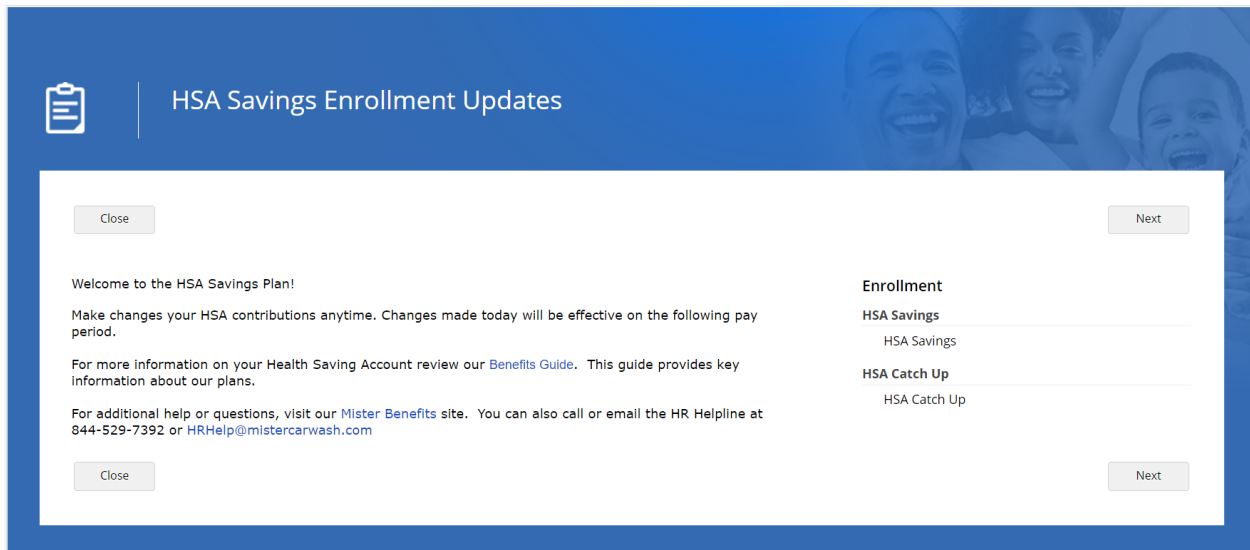 HSA Savings Enrollment Updates
Close
Next
Welcome to the HSA Savings Plan!
Make changes your HSA contributions anytime. Changes made today will be effective on the following pay
period.
For more information on your Health Saving Account review our Benefits Guide.  This guide provides key
information about our plans.
For additional help or questions, visit our Mister Benefits site.  You can also call or email the HR Helpline at
844-529-7392 or HRHelp@mistercarwash.com
Enrollment
HSA Savings
HSA Savings
HSA Catch Up
HSA Catch Up
Close
Next